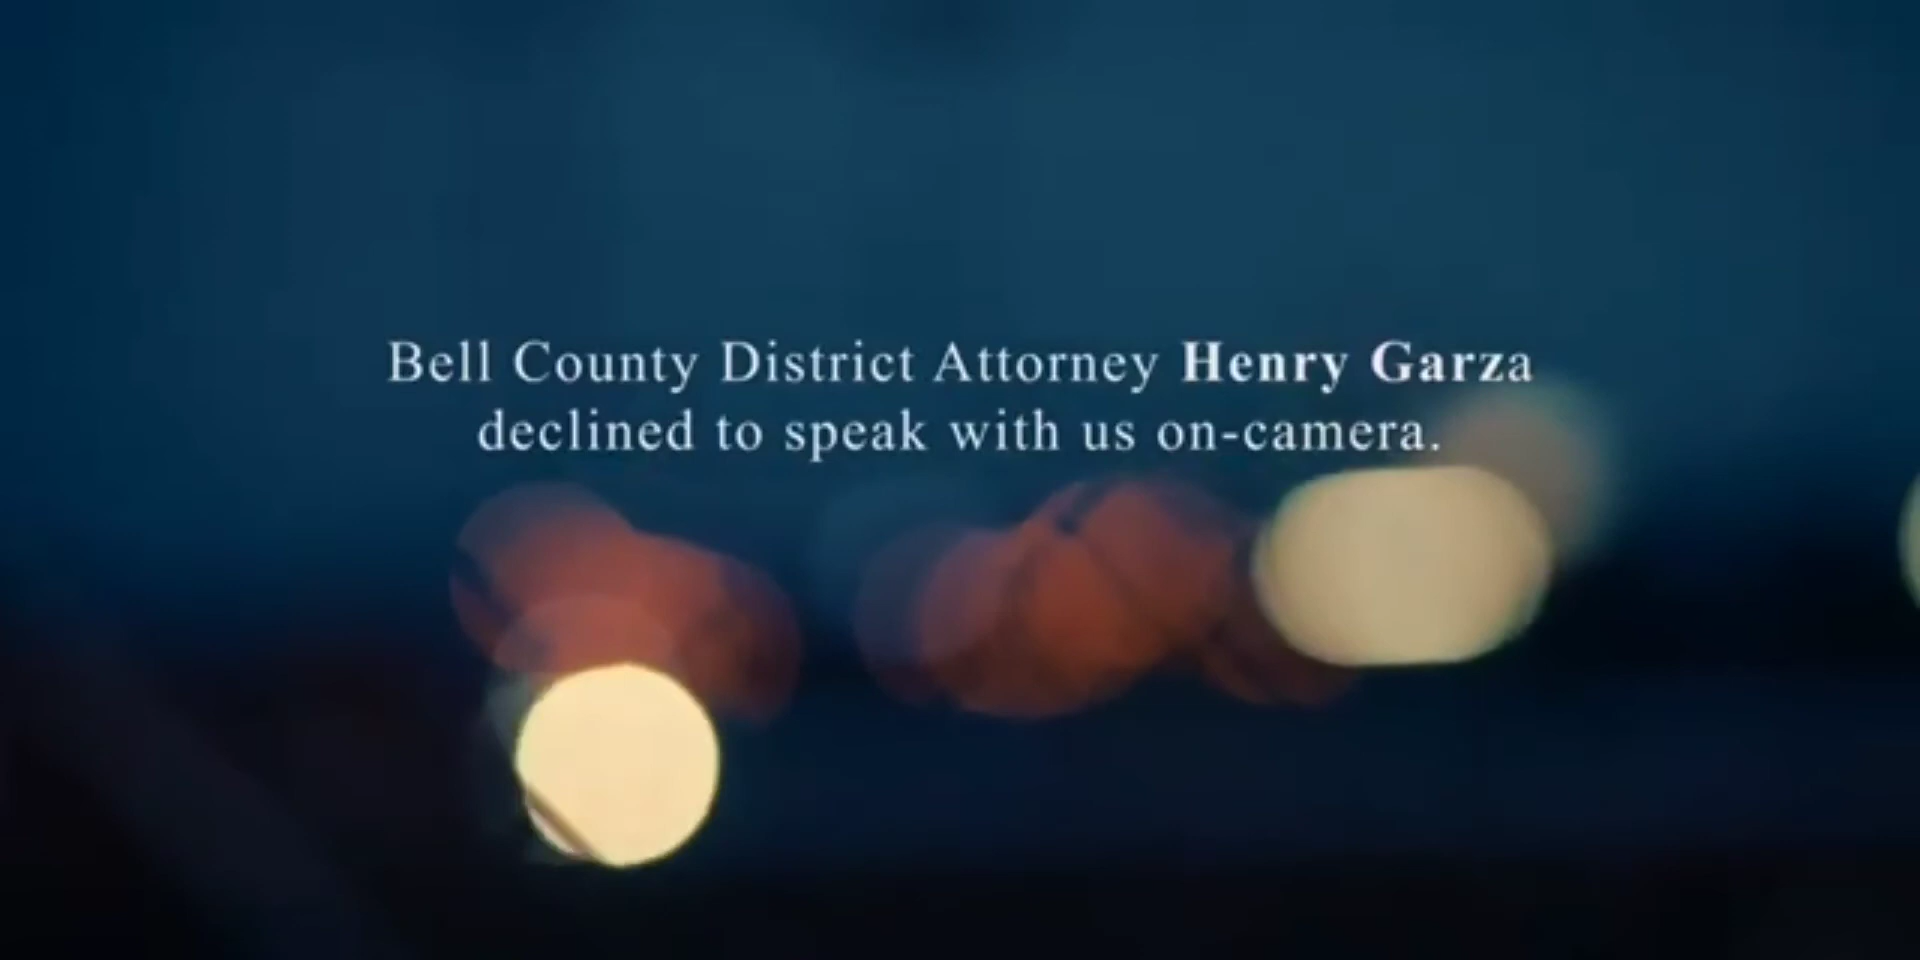 Bell County District Attorney Henry Garza
declined to speak with us on-camera.